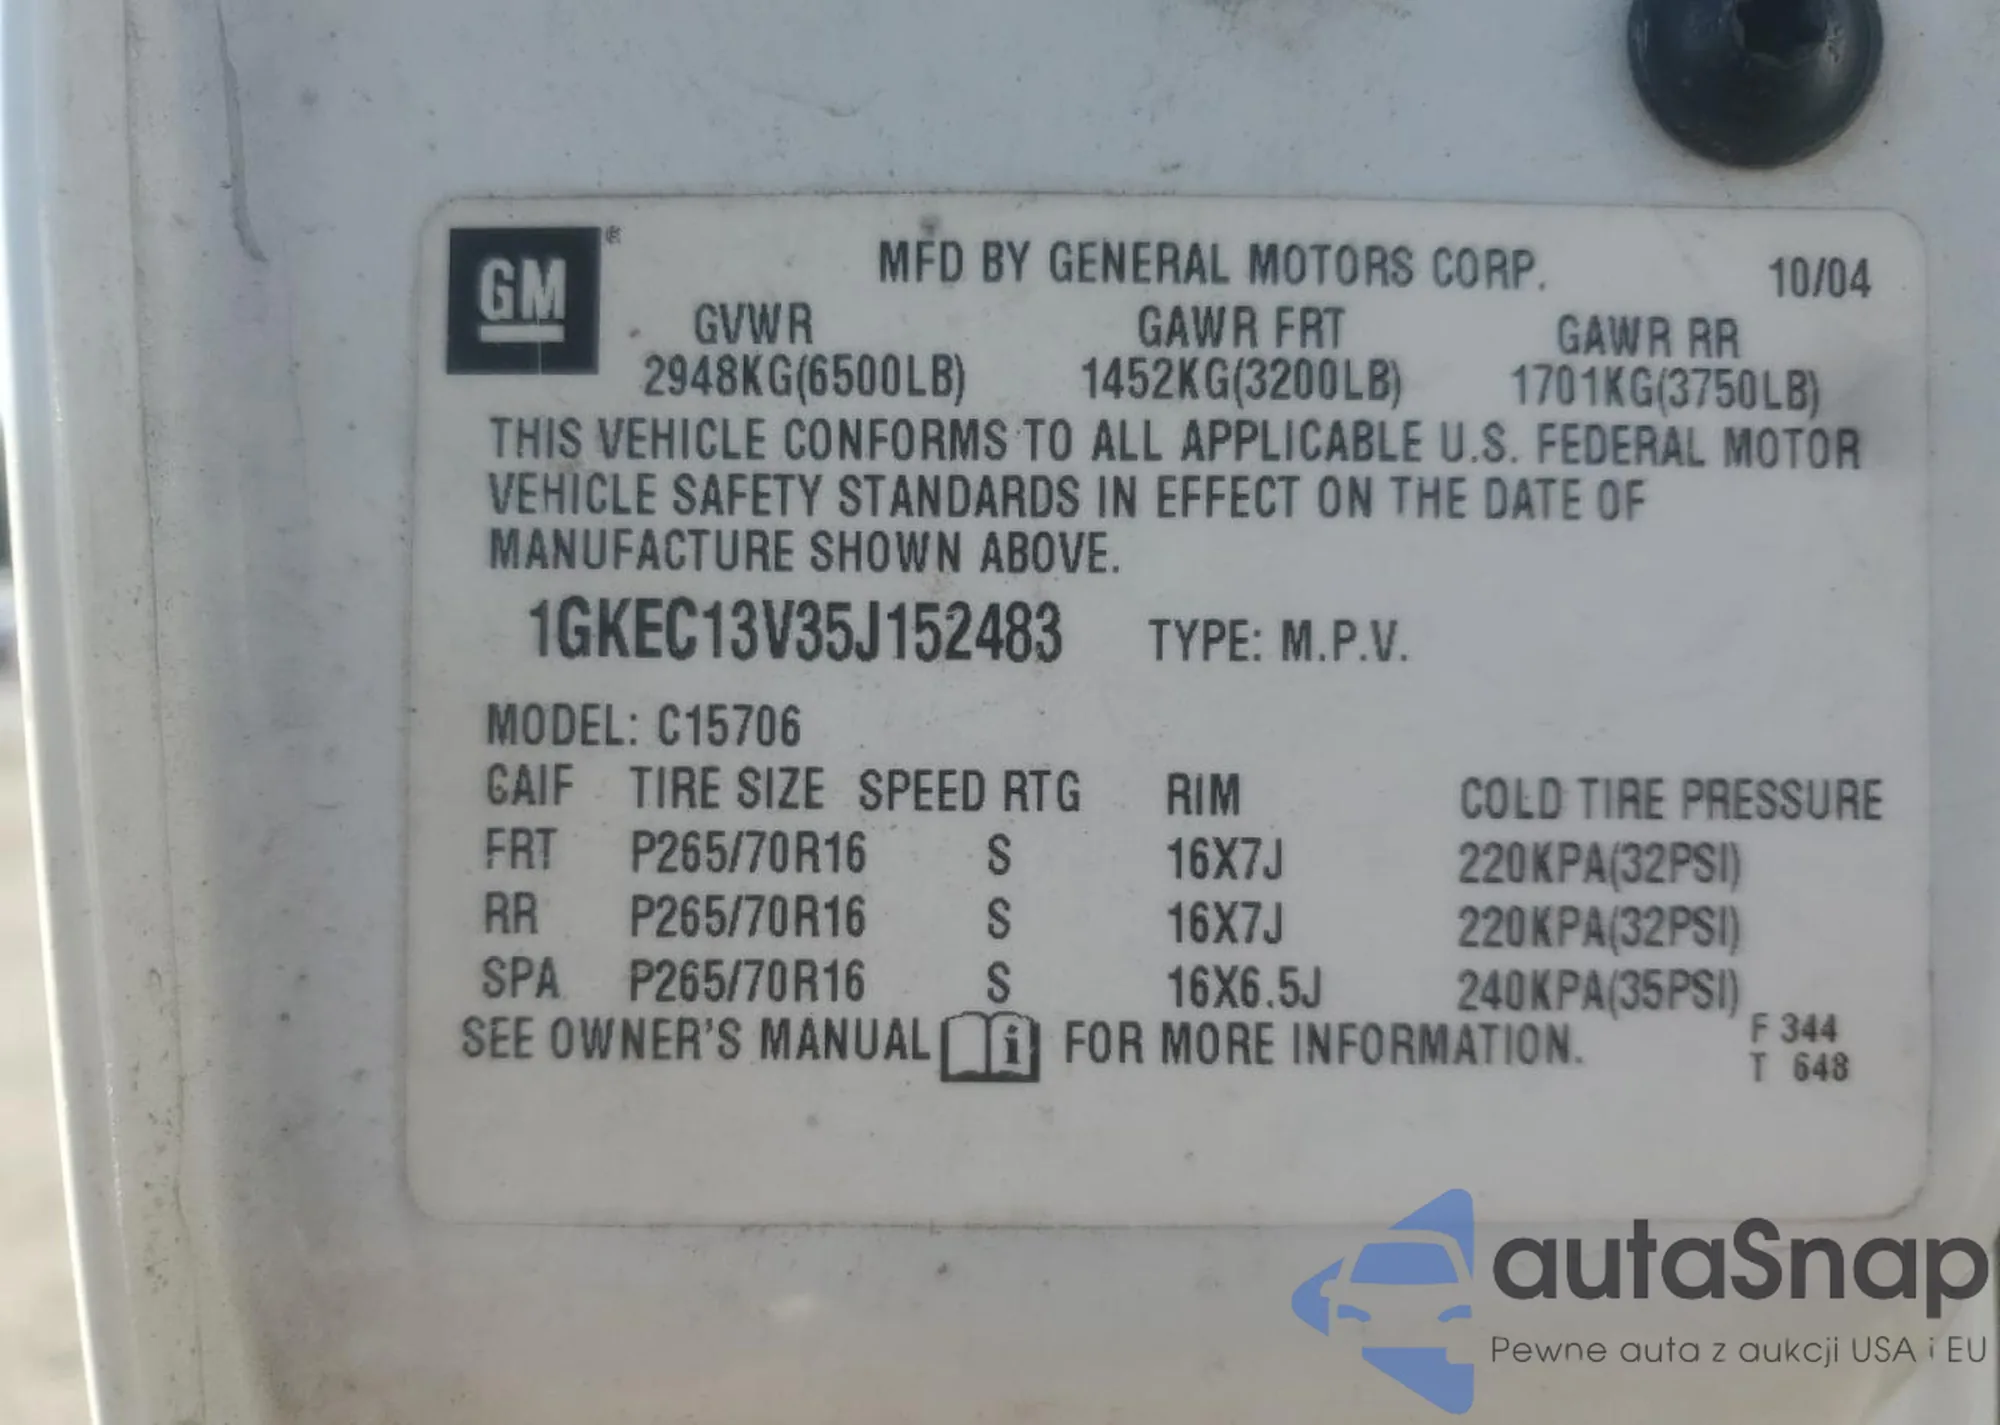 GM®
MFD BY GENERAL MOTORS CORP. 10/04
GVWR GAWR FRT GAWR RR
2948KG(6500LB) 1452KG(3200LB) 1701KG(3750LB)
THIS VEHICLE CONFORMS TO ALL APPLICABLE U.S. FEDERAL MOTOR
VEHICLE SAFETY STANDARDS IN EFFECT ON THE DATE OF
MANUFACTURE SHOWN ABOVE.
1GKEC13V35J152483 TYPE: M.P.V.
MODEL: C15706
GAIF TIRE SIZE SPEED RTG RIM COLD TIRE PRESSURE
FRT P265/70R16 S 16X7J 220KPA(32PSI)
RR P265/70R16 S 16X7J 220KPA(32PSI)
SPA P265/70R16 S 16X6.5J 240KPA(35PSI)
SEE OWNER'S MANUAL i FOR MORE INFORMATION.
F 344
T 648
autaSnap
Pewne auta z aukcji USA i EU